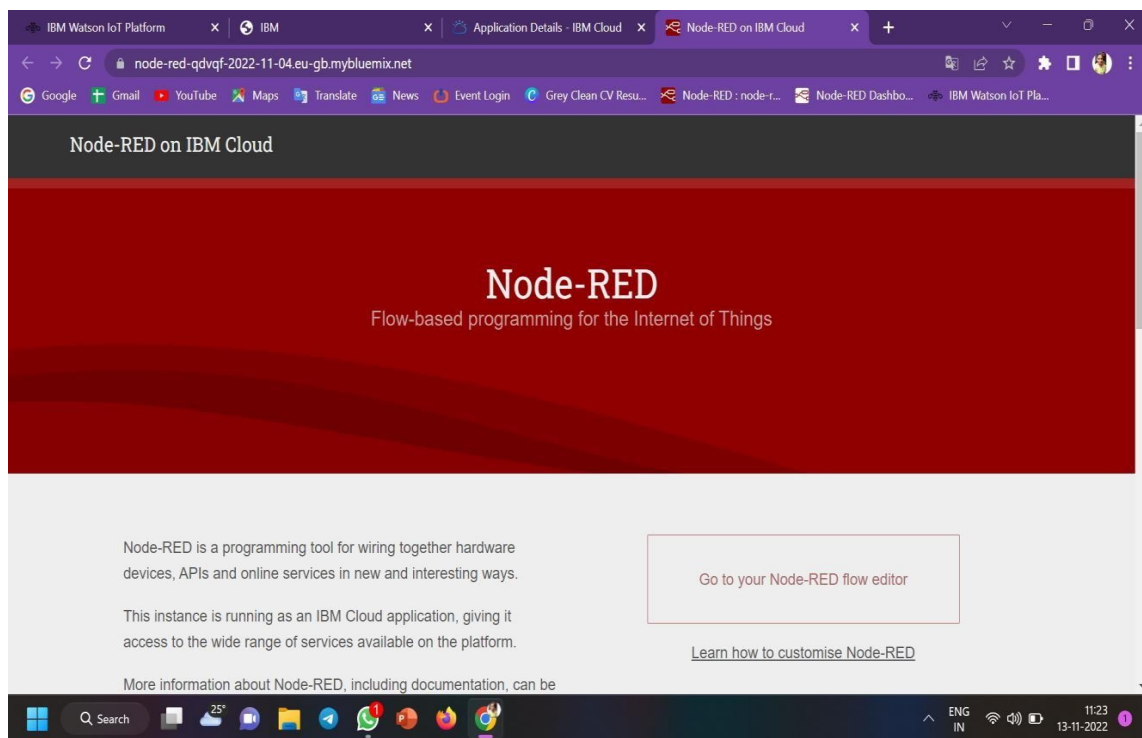 IBM Watson IoT Platform
IBM
Application Details - IBM Cloud
Node-RED on IBM Cloud
node-red-qdvqf-2022-11-04.eu-gb.mybluemix.net
Google
Gmail
YouTube
Maps
Translate
News
Event Login
Grey Clean CV Resu...
Node-RED : node-r...
Node-RED Dashbo...
IBM Watson IoT Pla...
Node-RED on IBM Cloud
Node-RED
Flow-based programming for the Internet of Things
Node-RED is a programming tool for wiring together hardware
devices, APIs and online services in new and interesting ways.
This instance is running as an IBM Cloud application, giving it
access to the wide range of services available on the platform.
More information about Node-RED, including documentation, can be
Go to your Node-RED flow editor
Learn how to customise Node-RED
Search
25°
1
ENG
IN
11:23
13-11-2022
1